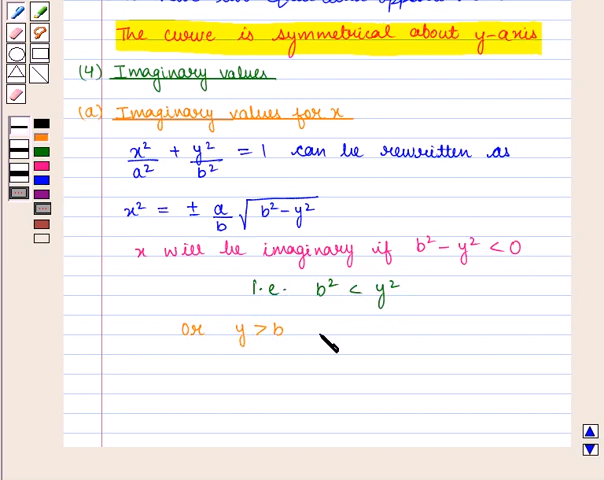 The curve is symmetrical about y-axis
(4) Imaginary values
(a) Imaginary values for x
x²/a² + y²/b² = 1 can be rewritten as
x² = ± a/b √(b²-y²)
x will be imaginary if b²-y² < 0
i.e. b² < y²
or y > b